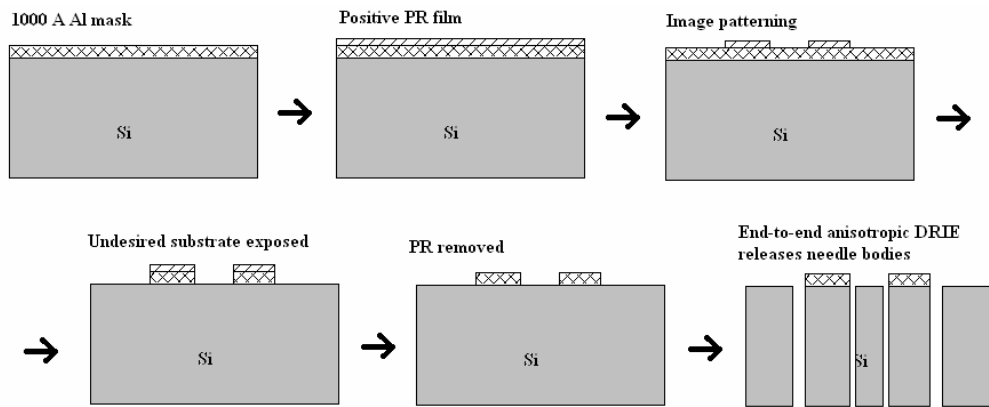 1000 A Al mask
Positive PR film
Image patterning
Si
Si
Si
Undesired substrate exposed
PR removed
End-to-end anisotropic DRIE
releases needle bodies
Si
Si
Si